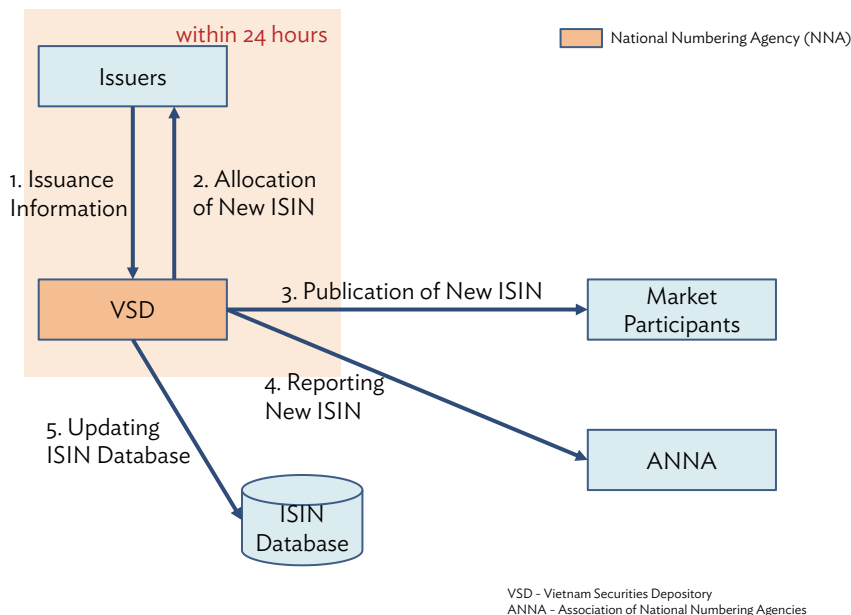 within 24 hours
National Numbering Agency (NNA)
Issuers
1. Issuance
Information
2. Allocation
of New ISIN
VSD
3. Publication of New ISIN
Market
Participants
4. Reporting
New ISIN
5. Updating
ISIN Database
ANNA
ISIN
Database
VSD - Vietnam Securities Depository
ANNA - Association of National Numbering Agencies